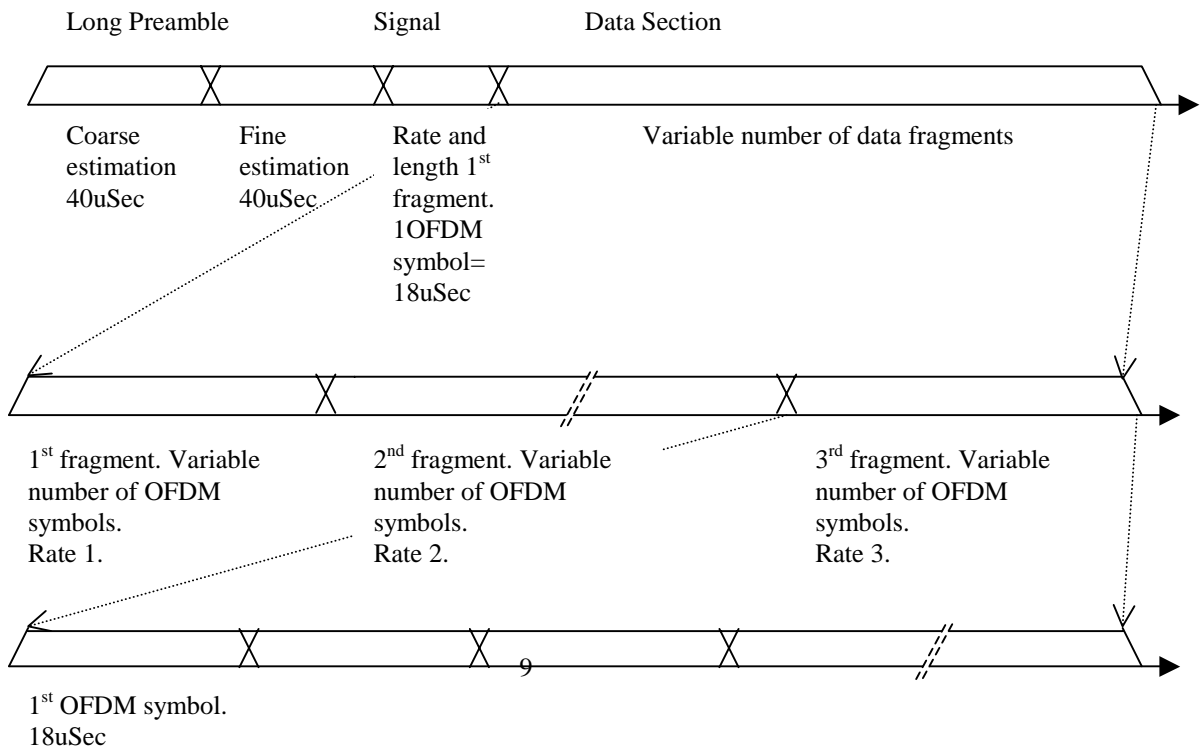 Long Preamble Signal Data Section
Coarse
estimation
40uSec
Fine
estimation
40uSec
Rate and
length 1st
fragment.
1OFDM
symbol=
18uSec
Variable number of data fragments
1st fragment. Variable
number of OFDM
symbols.
Rate 1.
2nd fragment. Variable
number of OFDM
symbols.
Rate 2.
3rd fragment. Variable
number of OFDM
symbols.
Rate 3.
9
1st OFDM symbol.
18uSec